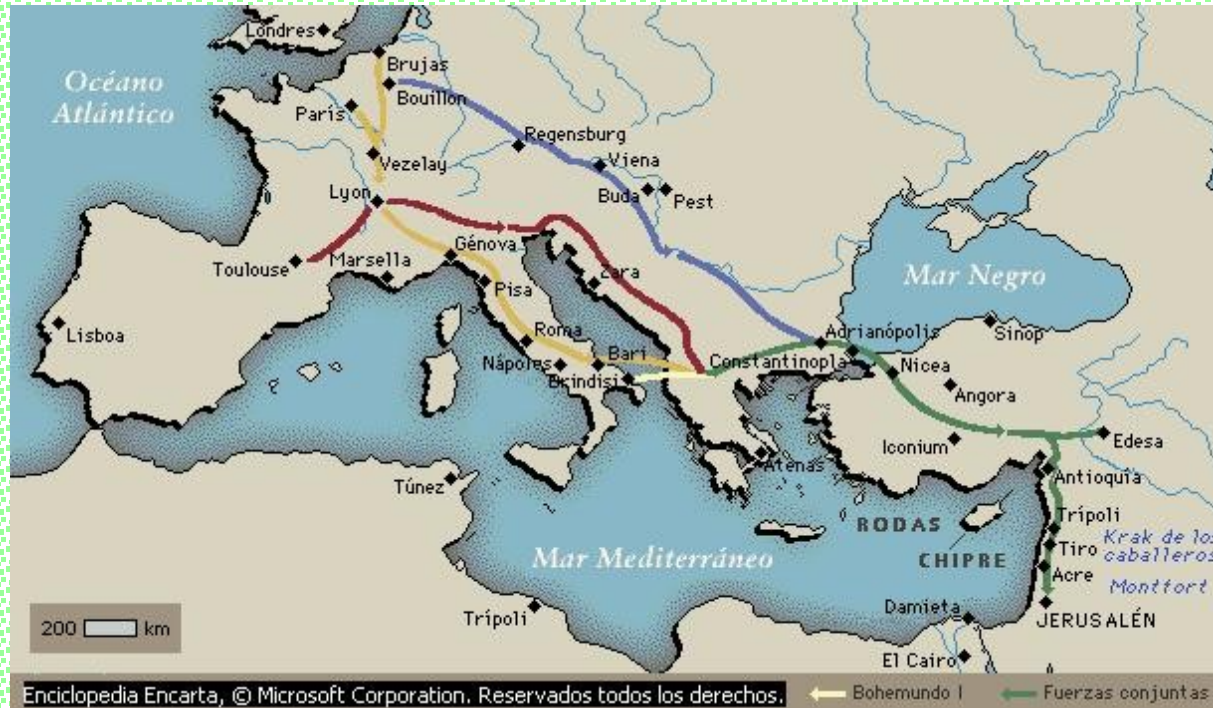 Londres
Océano
Atlántico
Brujas
Bouillon
París
Regensburg
Vezelay
Viena
Lyon
Buda
Pest
Génova
Toulouse
Marsella
Zara
Pisa
Mar Negro
Lisboa
Roma
Adrianópolis
Sinop
Nápoles
Bari
Constantinopla
Nicea
Brindisi
Angora
Iconium
Edesa
Atenas
Antioquía
Túnez
RODAS
Trípoli
Krak de los
caballeros
Mar Mediterráneo
CHIPRE
Tiro
Acre
Montfort
Trípoli
Damieta
JERUSALÉN
200 km
El Cairo
Enciclopedia Encarta, © Microsoft Corporation. Reservados todos los derechos.
Bohemundo I
Fuerzas conjuntas